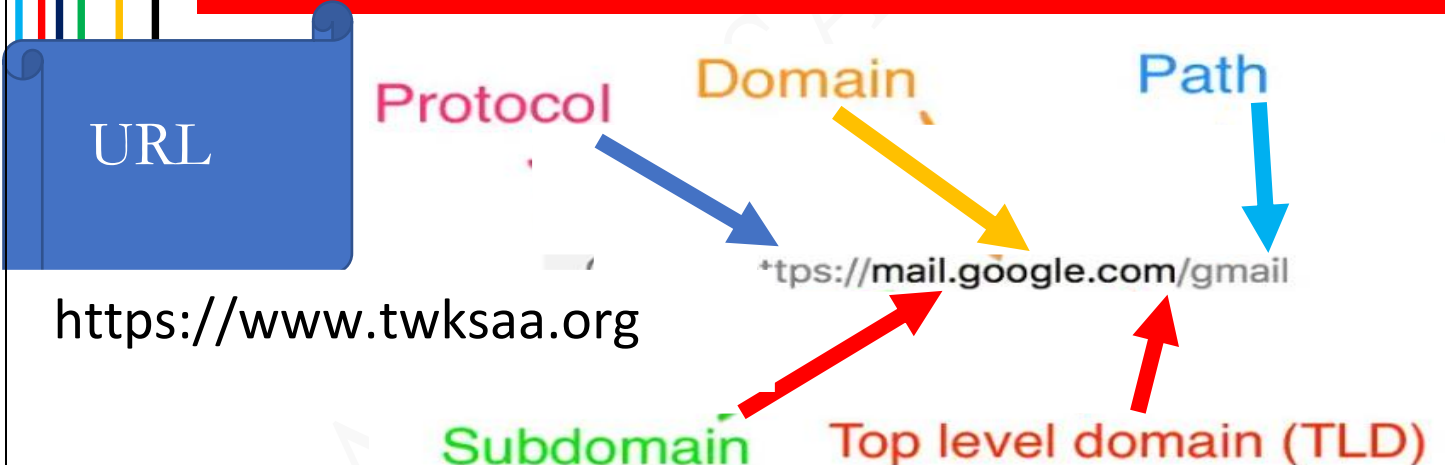 Domain
Path
Protocol
URL
tps://mail.google.com/gmail
https://www.twksaa.org
Subdomain
Top level domain (TLD)